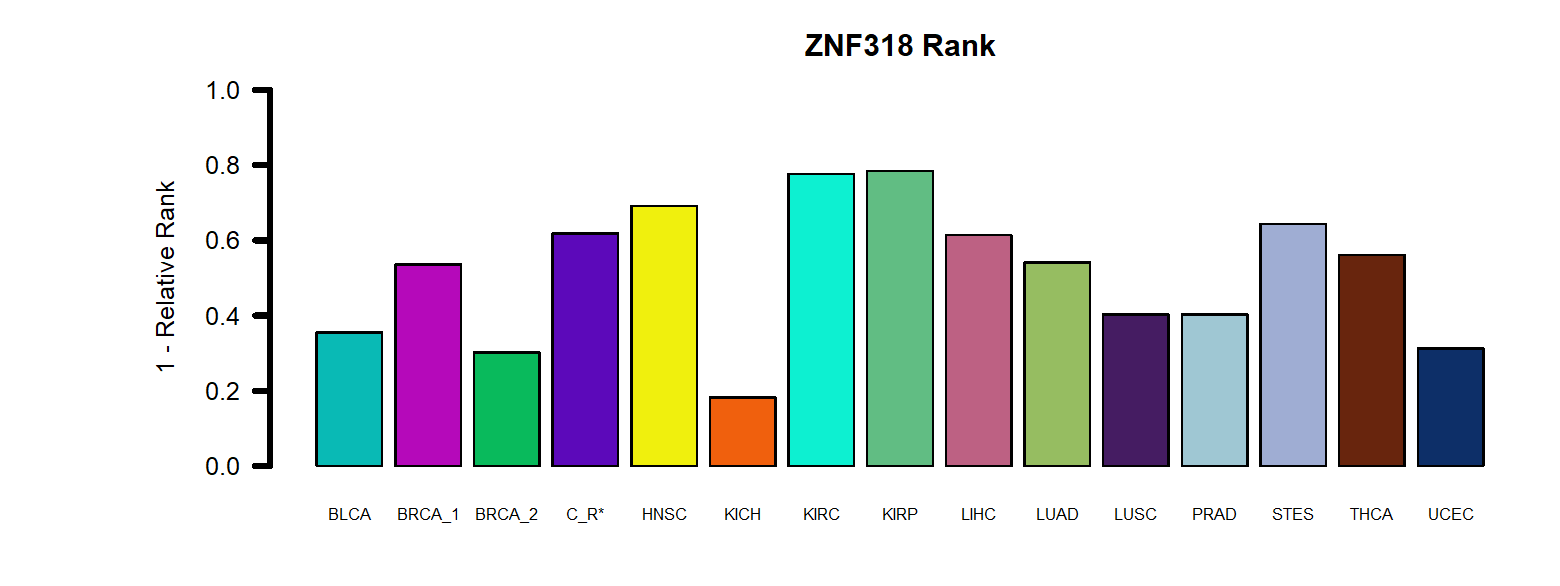 ZNF318 Rank
1 - Relative Rank
1.0
0.8
0.6
0.4
0.2
0.0
BLCA BRCA_1 BRCA_2 C_R* HNSC KICH KIRC KIRP LIHC LUAD LUSC PRAD STES THCA UCEC